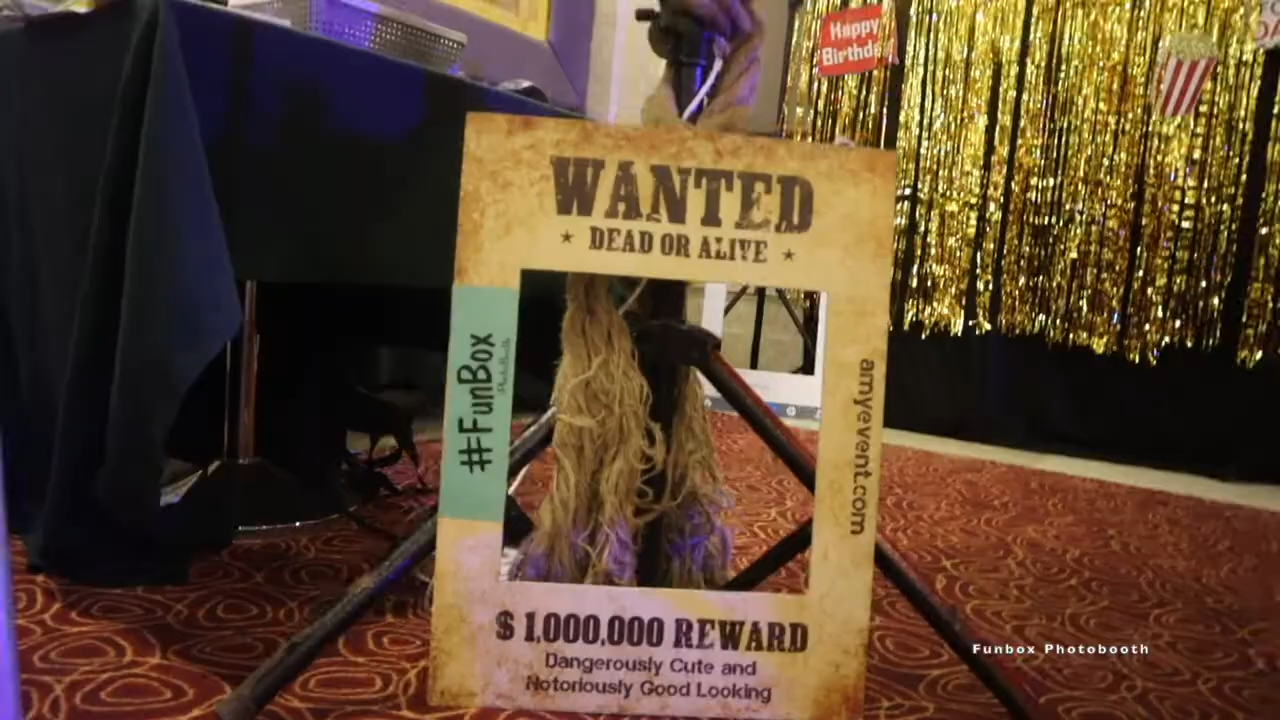 Happy
Birthd
WANTED
★ DEAD OR ALIVE ★
#FunBox
amyevent.com
$ 1,000,000 REWARD
Dangerously Cute and
Notoriously Good Looking
Funbox Photobooth